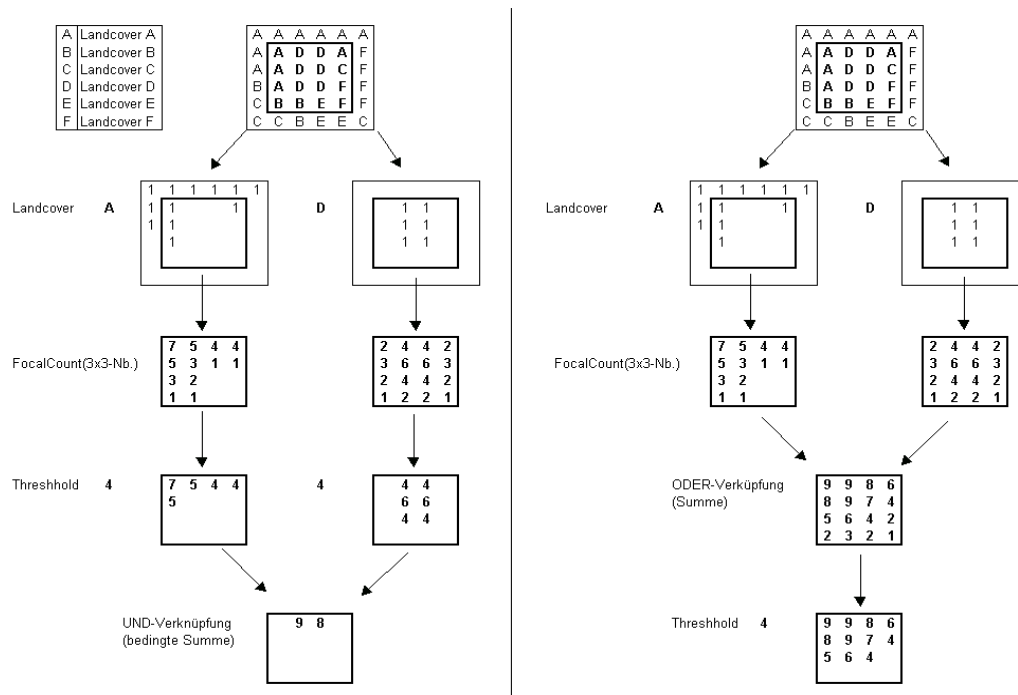 A Landcover A
B Landcover B
C Landcover C
D Landcover D
E Landcover E
F Landcover F
A A A A A A
A A D D A F
A A D D C F
B A D D F F
C B B E F F
C C B E E C
Landcover A
1 1 1 1 1 1
1 1 1
1 1
1
D
1 1
1 1
1 1
FocalCount(3x3-Nb.)
7 5 4 4
5 3 1 1
3 2
1 1
2 4 4 2
3 6 6 3
2 4 4 2
1 2 2 1
Threshhold 4
7 5 4 4
5
4
4 4
6 6
4 4
UND-Verknüpfung
(bedingte Summe)
9 8
A A A A A A
A A D D A F
A A D D C F
B A D D F F
C B B E F F
C C B E E C
Landcover A
1 1 1 1 1 1
1 1 1
1 1
1
D
1 1
1 1
1 1
FocalCount(3x3-Nb.)
7 5 4 4
5 3 1 1
3 2
1 1
2 4 4 2
3 6 6 3
2 4 4 2
1 2 2 1
ODER-Verküpfung
(Summe)
9 9 8 6
8 9 7 4
5 6 4 2
2 3 2 1
Threshhold 4
9 9 8 6
8 9 7 4
5 6 4